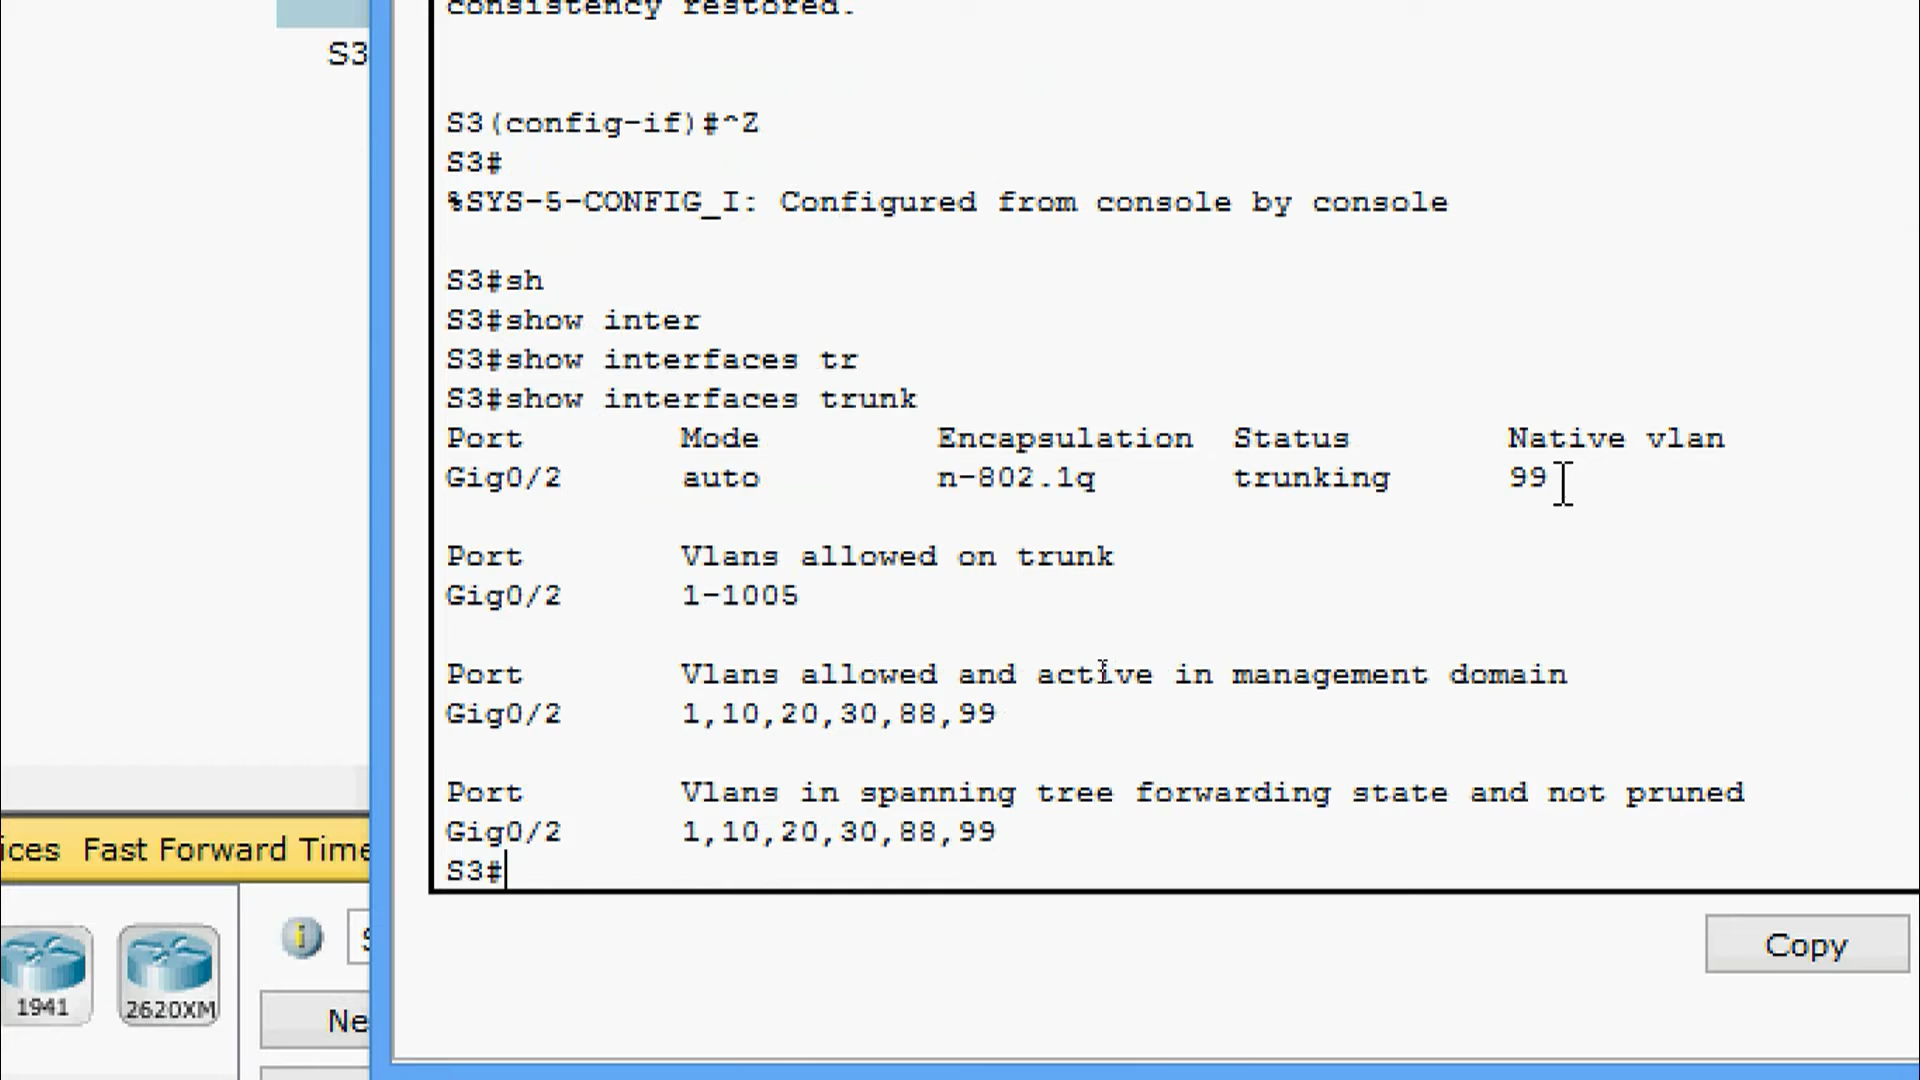 consistency restored.
S3
S3(config-if)#^Z
S3#
%SYS-5-CONFIG_I: Configured from console by console
S3#sh
S3#show inter
S3#show interfaces tr
S3#show interfaces trunk
Port Mode Encapsulation Status Native vlan
Gig0/2 auto n-802.1q trunking 99
Port Vlans allowed on trunk
Gig0/2 1-1005
Port Vlans allowed and active in management domain
Gig0/2 1,10,20,30,88,99
Port Vlans in spanning tree forwarding state and not pruned
Gig0/2 1,10,20,30,88,99
S3#
ices Fast Forward Time
i
S
1941
2620XM
Ne
Copy